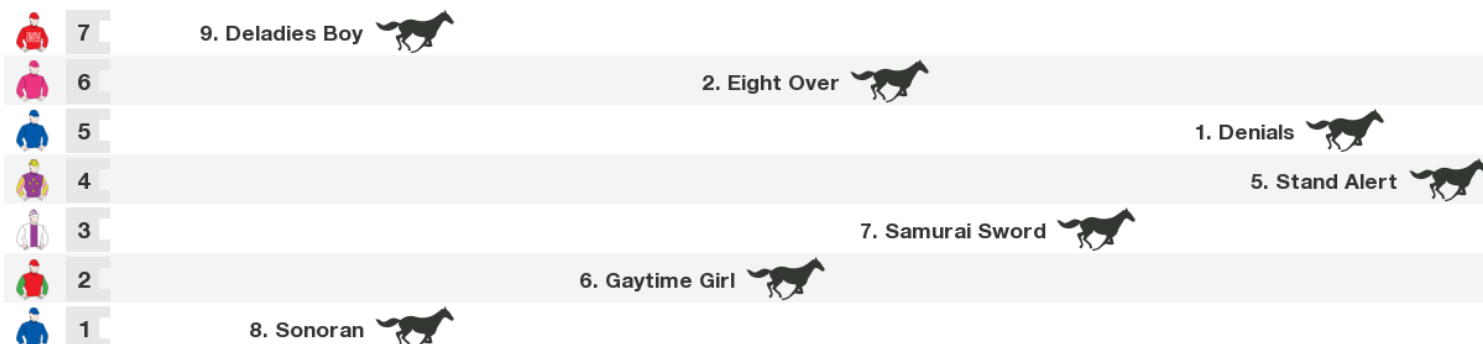 7 9. Deladies Boy
6 2. Eight Over
5 1. Denials
4 5. Stand Alert
3 7. Samurai Sword
2 6. Gaytime Girl
1 8. Sonoran